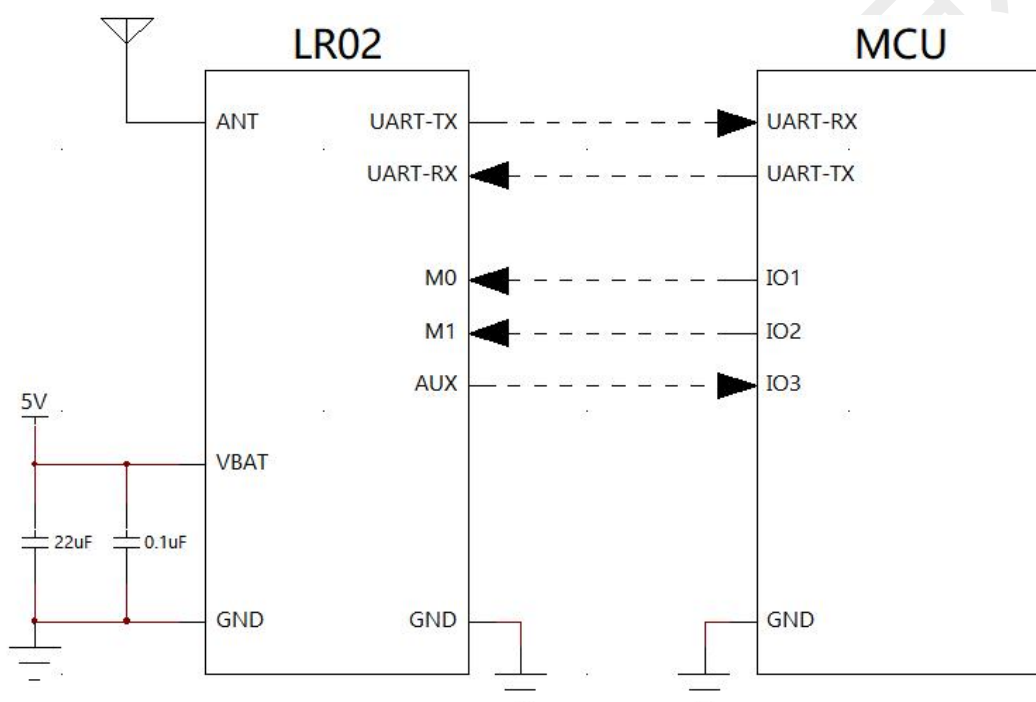 LR02
MCU
ANT
UART-TX
UART-RX
UART-RX
UART-TX
M0
IO1
M1
IO2
AUX
IO3
5V
VBAT
22uF
0.1uF
GND
GND
GND